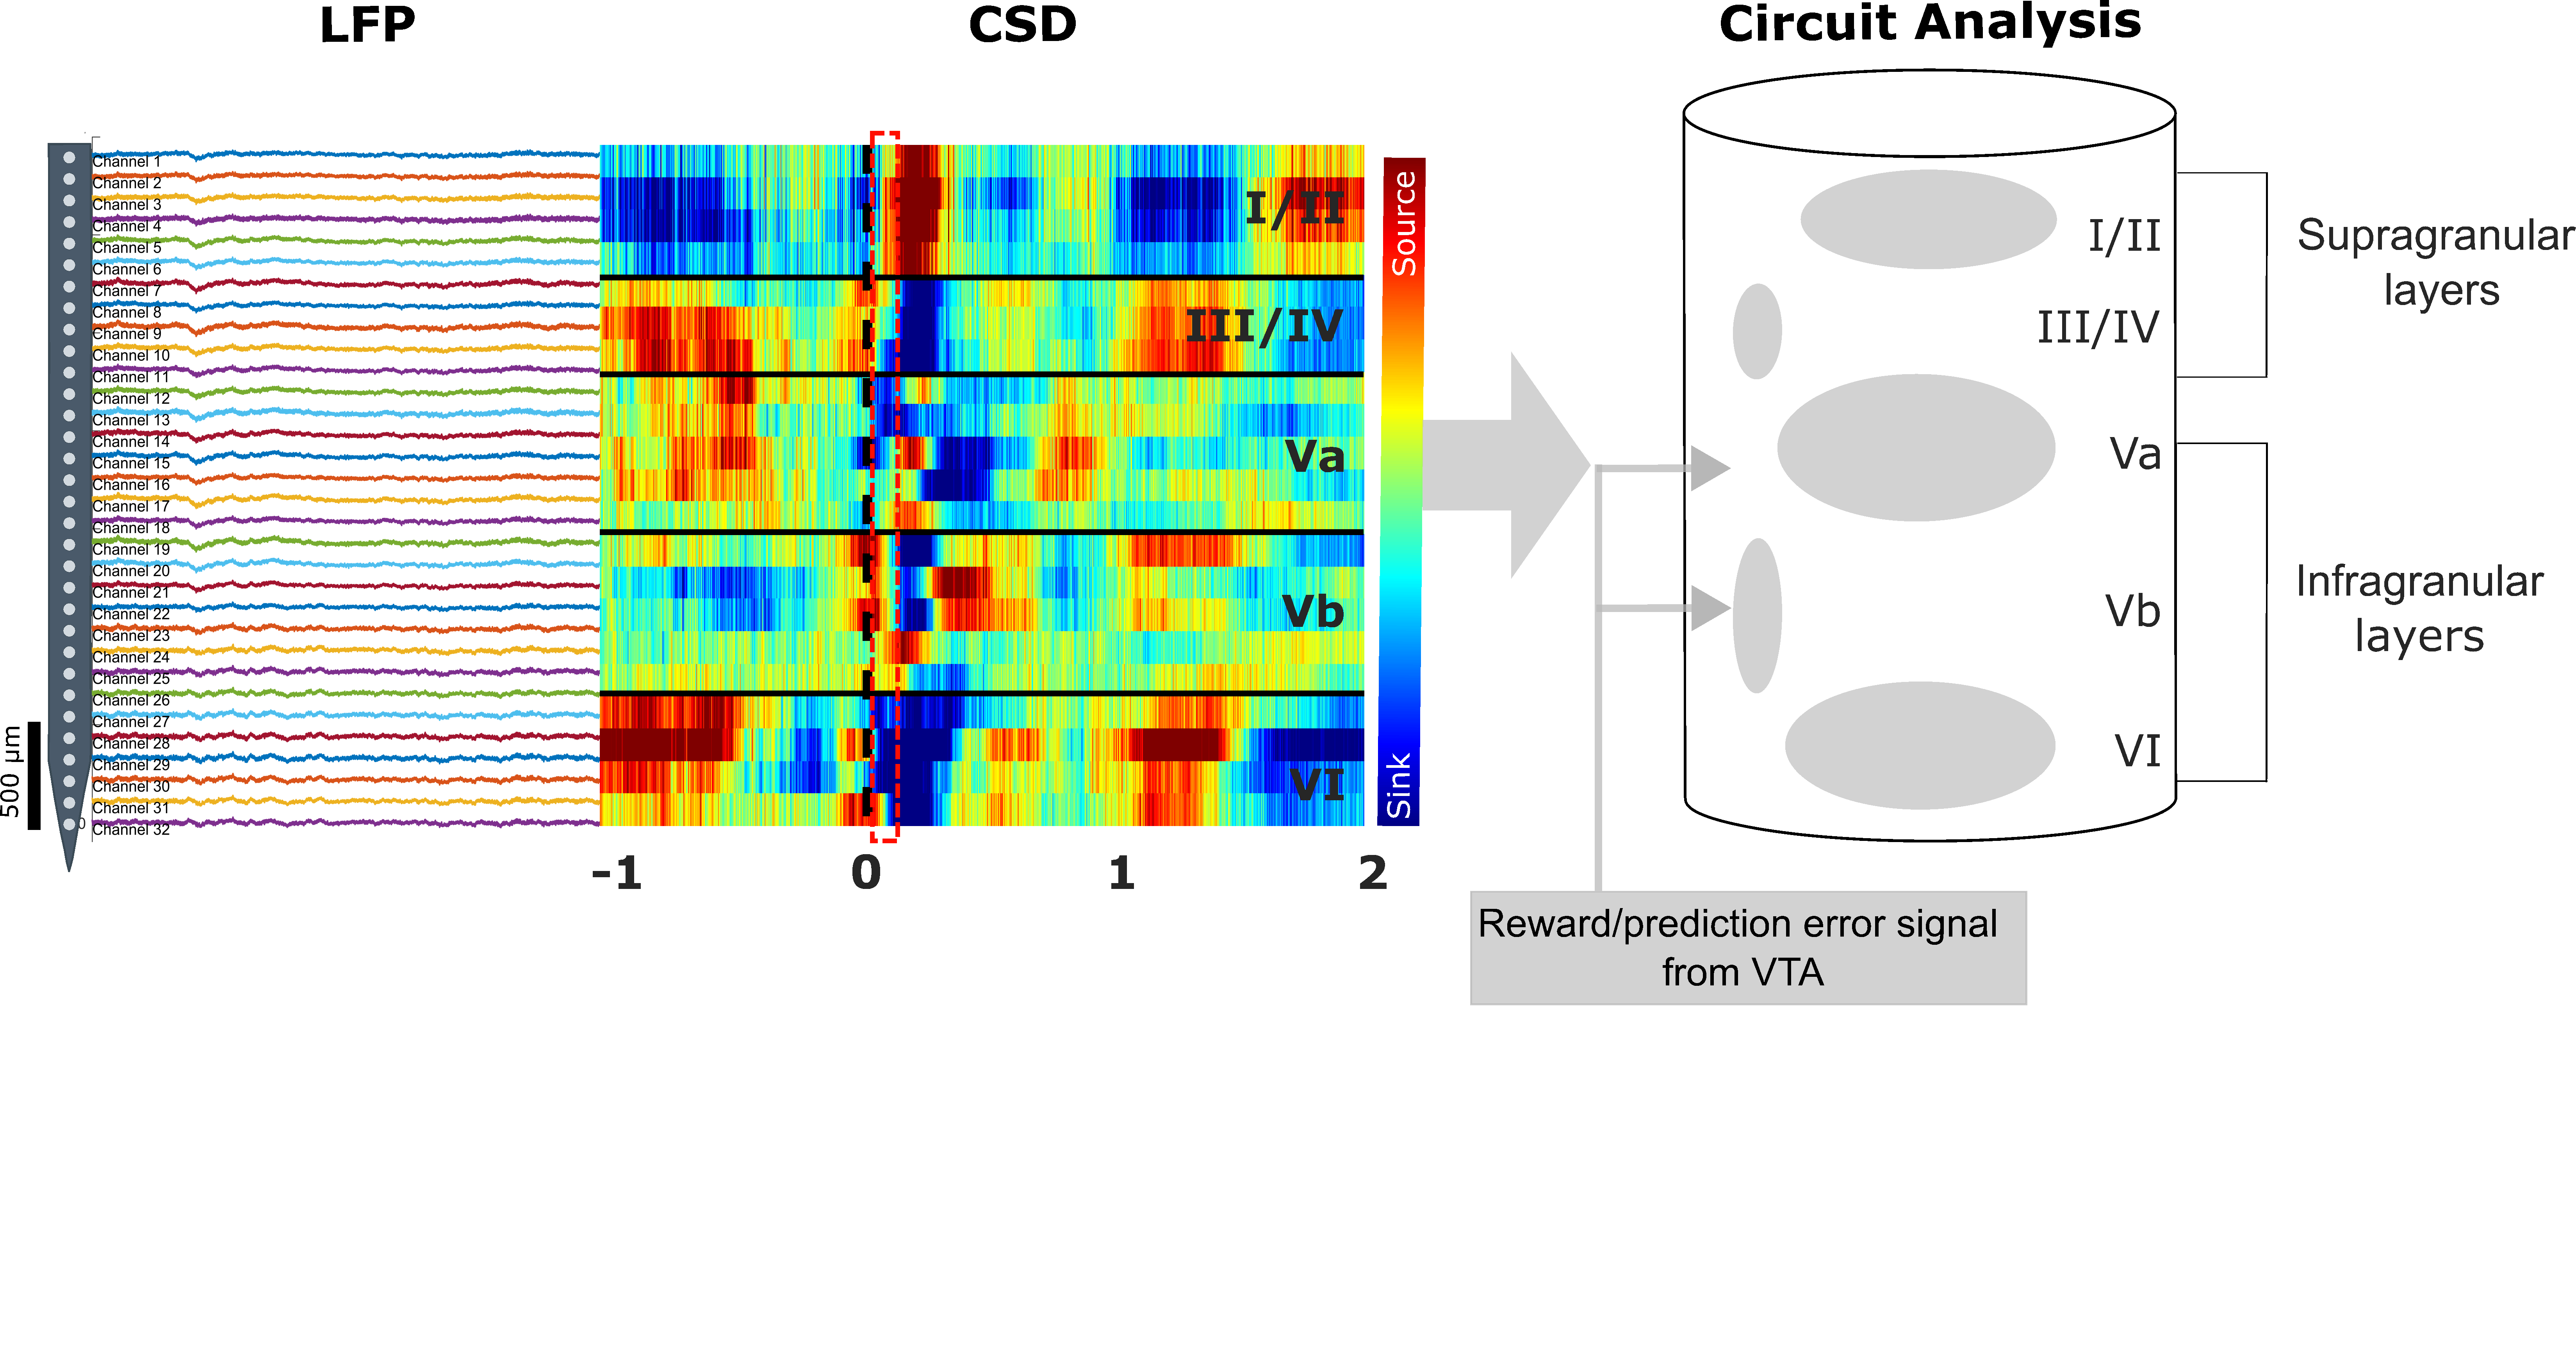 LFP
CSD
Circuit Analysis
Channel 1
Channel 2
Channel 3
Channel 4
Channel 5
Channel 6
Channel 7
Channel 8
Channel 9
Channel 10
Channel 11
Channel 12
Channel 13
Channel 14
Channel 15
Channel 16
Channel 17
Channel 18
Channel 19
Channel 20
Channel 21
Channel 22
Channel 23
Channel 24
Channel 25
Channel 26
Channel 27
Channel 28
Channel 29
Channel 30
Channel 31
Channel 32
0
500 µm
I/II
III/IV
Va
Vb
VI
-1
0
1
2
Source
Sink
I/II
III/IV
Va
Vb
VI
Supragranular
layers
Infragranular
layers
Reward/prediction error signal
from VTA